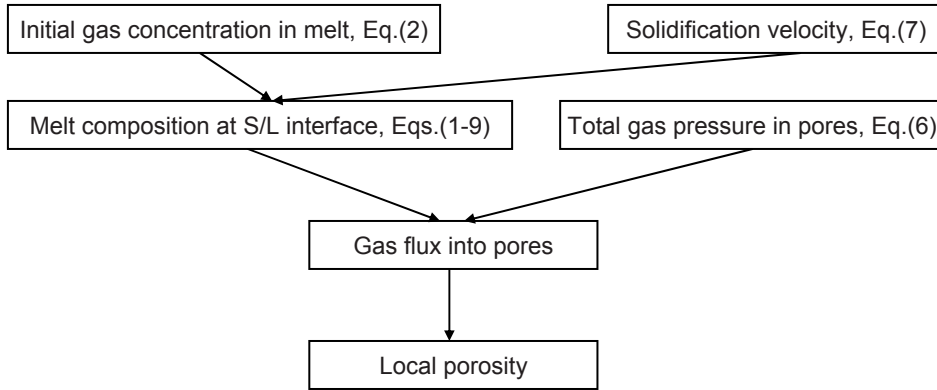 Initial gas concentration in melt, Eq.(2)
Solidification velocity, Eq.(7)
Melt composition at S/L interface, Eqs.(1-9)
Total gas pressure in pores, Eq.(6)
Gas flux into pores
Local porosity